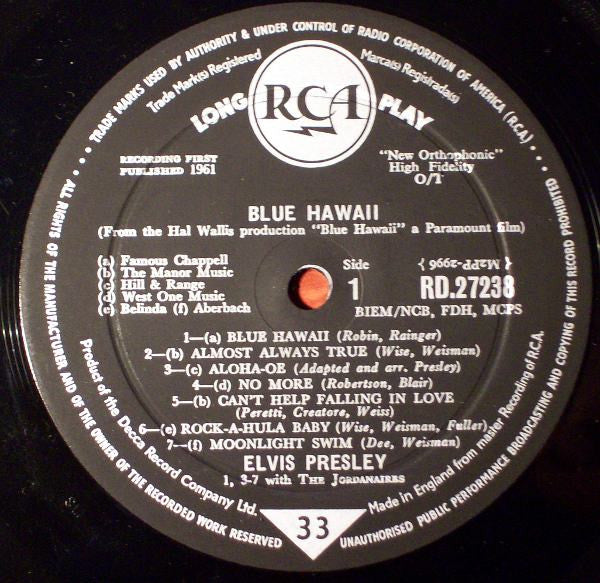 · · · TRADE MARKS USED BY AUTHORITY & UNDER CONTROL OF RADIO CORPORATION OF AMERICA (R.C.A.) · · ·
Trade Mark(s) Registered
Marca(s) Registrada(s)
LONG RCA PLAY
RECORDING FIRST
PUBLISHED 1961
"New Orthophonic"
High Fidelity
O/T
BLUE HAWAII
(From the Hal Wallis production "Blue Hawaii" a Paramount film)
(a) Famous Chappell
(b) The Manor Music
(c) Hill & Range
(d) West One Music
(e) Belinda (f) Aberbach
Side
1
{ M2PP-2996 }
RD.27238
BIEM/NCB, FDH, MCPS
1—(a) BLUE HAWAII (Robin, Rainger)
2—(b) ALMOST ALWAYS TRUE (Wise, Weisman)
3—(c) ALOHA-OE (Adapted and arr. Presley)
4—(d) NO MORE (Robertson, Blair)
5—(b) CAN'T HELP FALLING IN LOVE
(Peretti, Creatore, Weiss)
6—(e) ROCK-A-HULA BABY (Wise, Weisman, Fuller)
7—(f) MOONLIGHT SWIM (Dee, Weisman)
ELVIS PRESLEY
1, 3-7 with THE JORDANAIRES
33
Product of the Decca Record Company Ltd.
Made in England from master Recording of R.C.A.
ALL RIGHTS OF THE MANUFACTURER AND OF THE OWNER OF THE RECORDED WORK RESERVED
UNAUTHORISED PUBLIC PERFORMANCE BROADCASTING AND COPYING OF THIS RECORD PROHIBITED